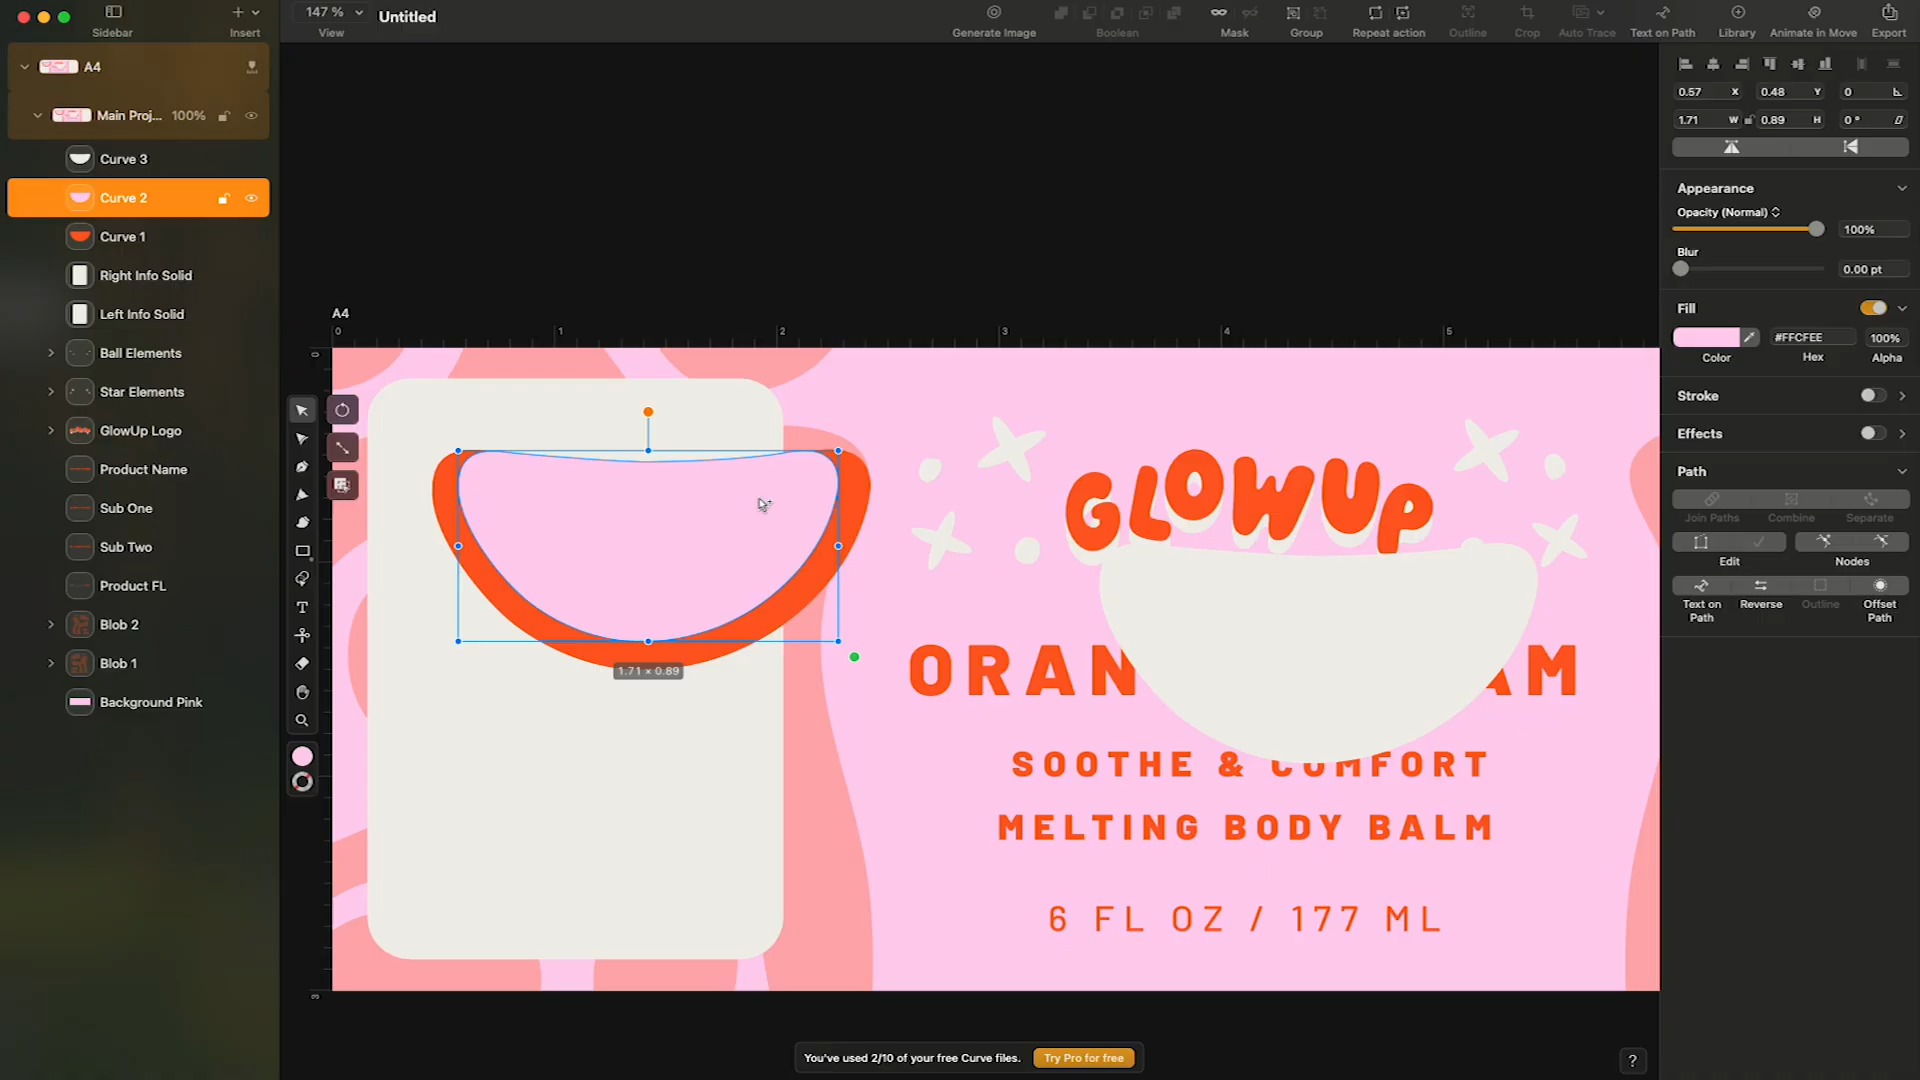 Sidebar
Insert
147 %
View
Untitled
Generate Image
Boolean
Mask
Group
Repeat action
Outline
Crop
Auto Trace
Text on Path
Library
Animate in Move
Export
A4
Main Proj... 100%
Curve 3
Curve 2
Curve 1
Right Info Solid
Left Info Solid
Ball Elements
Star Elements
GlowUp Logo
Product Name
Sub One
Sub Two
Product FL
Blob 2
Blob 1
Background Pink
A4
0 1 2 3 4 5
0
3
1.71 × 0.89
GLOWUP
ORAN AM
SOOTHE & COMFORT
MELTING BODY BALM
6 FL OZ / 177 ML
You've used 2/10 of your free Curve files.
Try Pro for free
?
0.57 X 0.48 Y 0
1.71 W 0.89 H 0°
Appearance
Opacity (Normal)
100%
Blur
0.00 pt
Fill
#FFCFEE 100%
Color Hex Alpha
Stroke
Effects
Path
Join Paths Combine Separate
Edit Nodes
Text on Path
Reverse
Outline
Offset Path